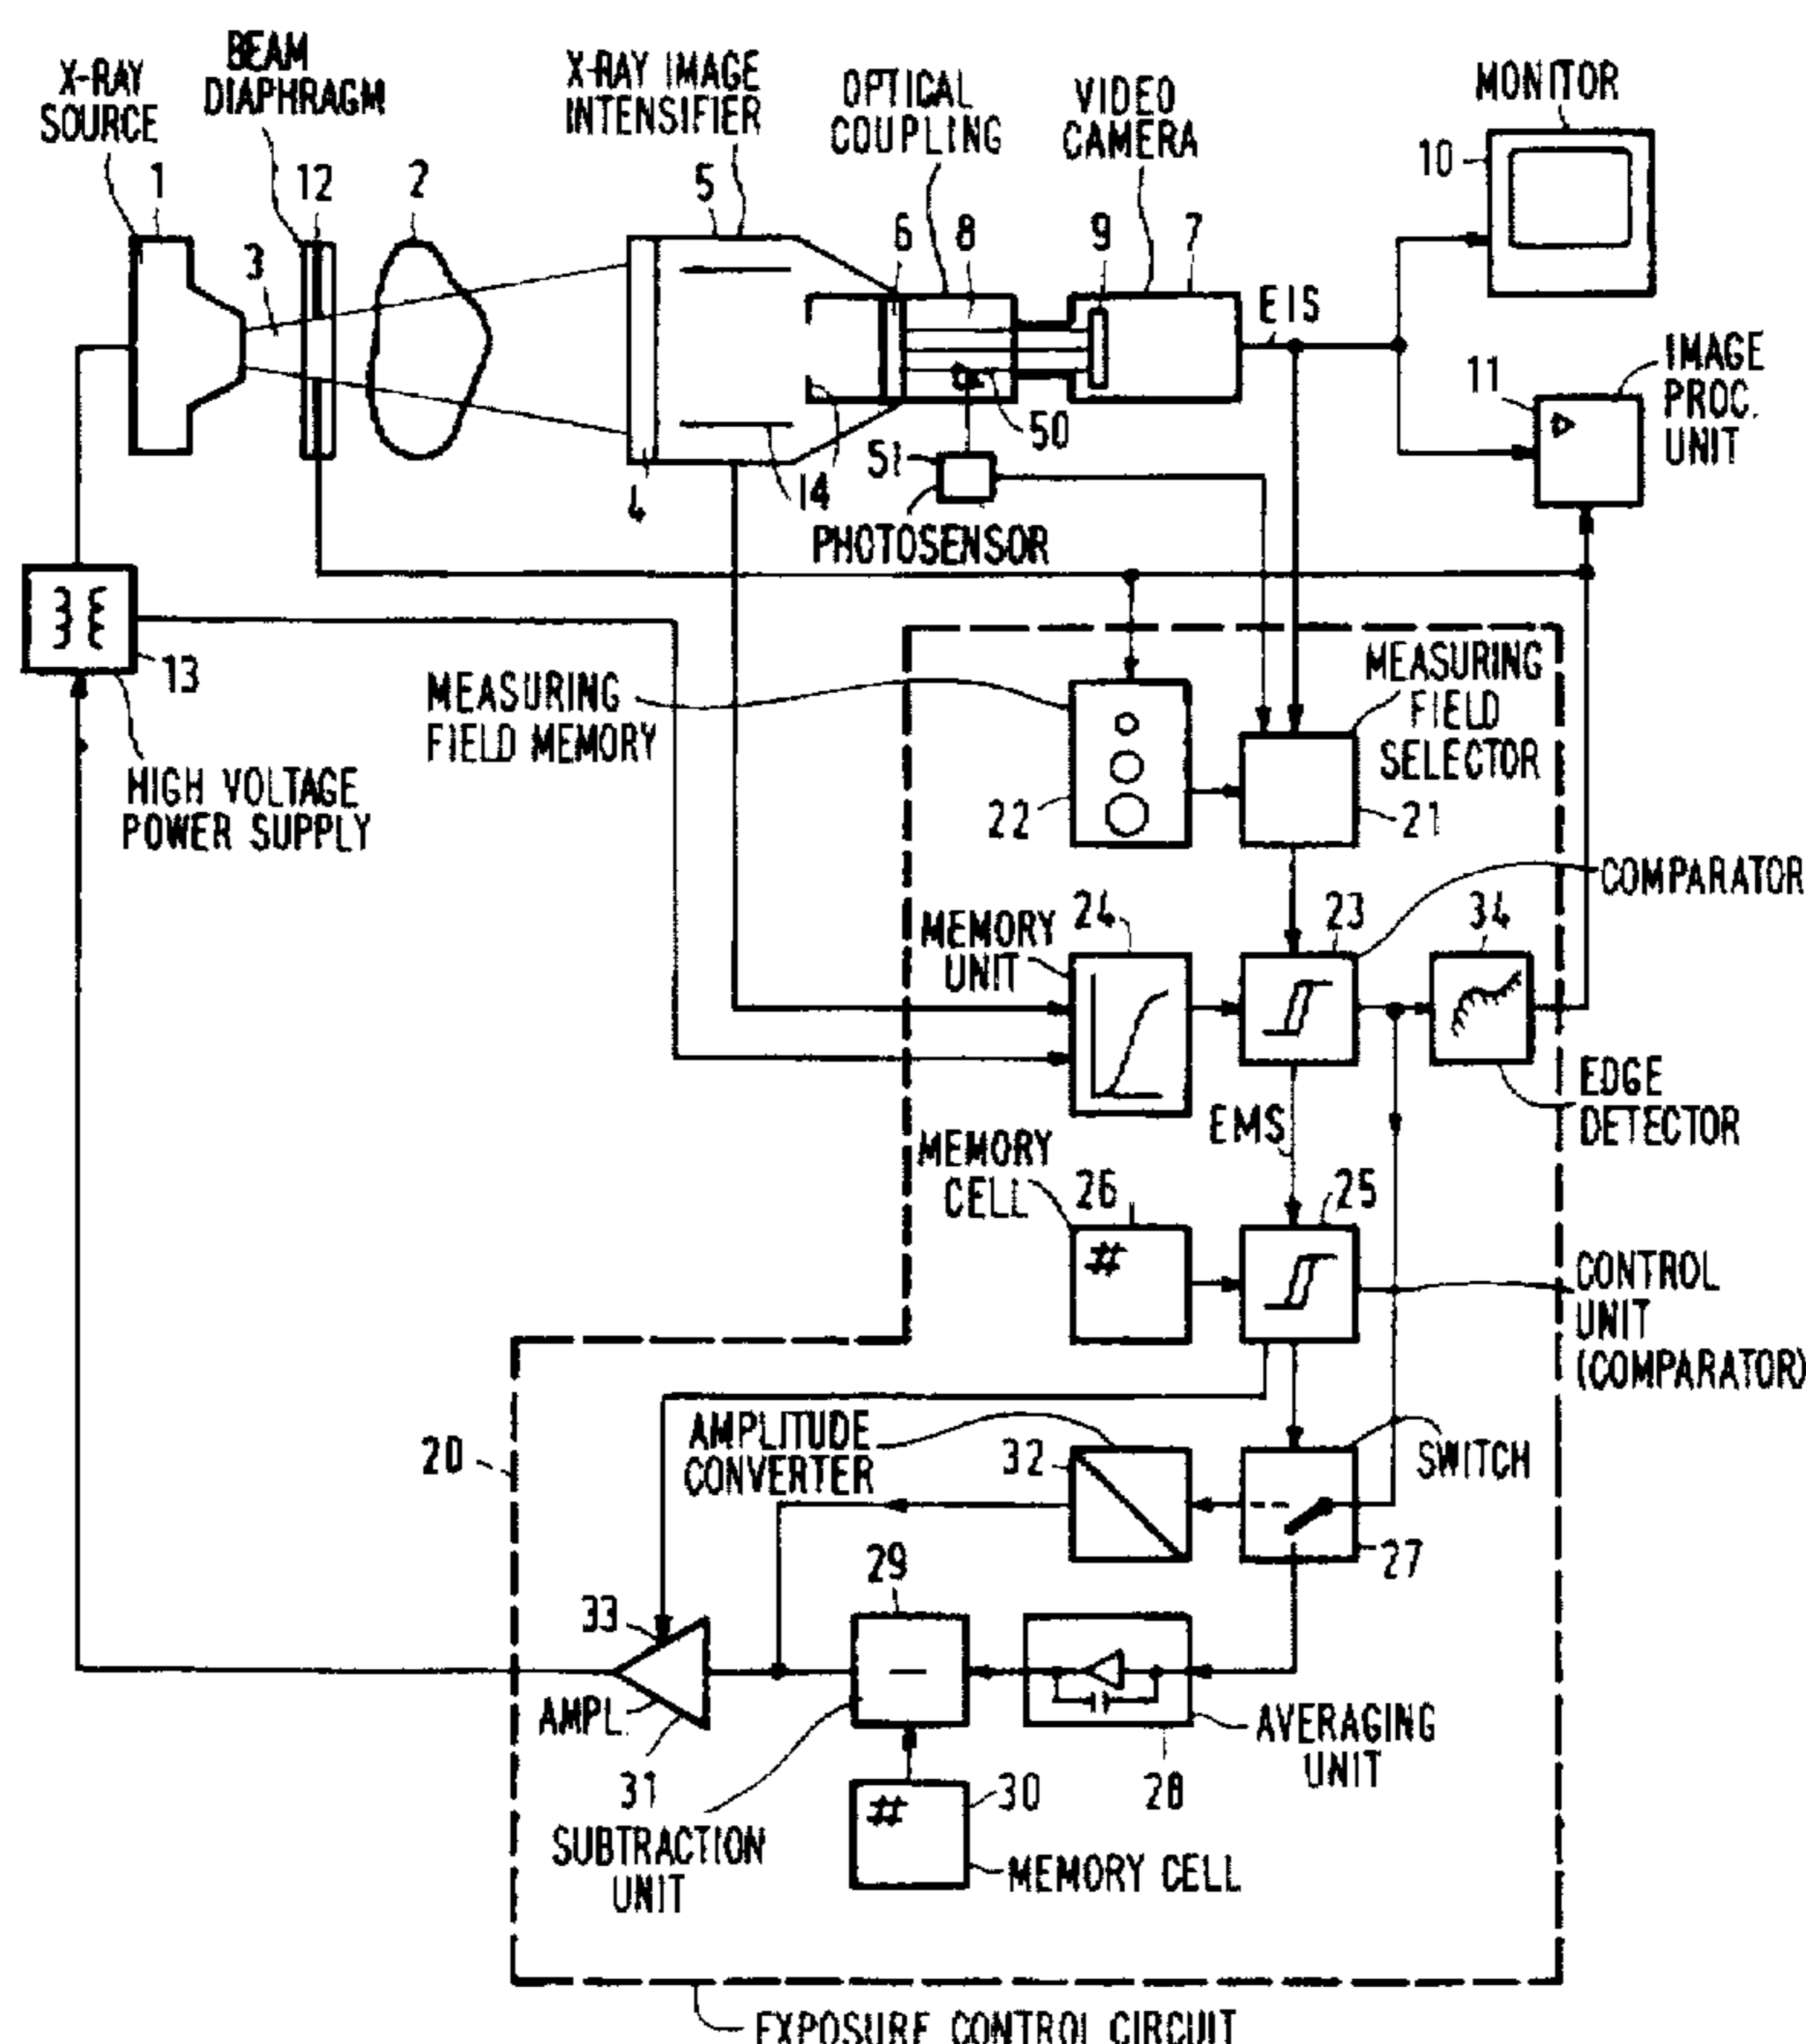 X-RAY
SOURCE
BEAM
DIAPHRAGM
X-RAY IMAGE
INTENSIFIER
OPTICAL
COUPLING
VIDEO
CAMERA
MONITOR
1
12
2
5
6
8
9
7
10
3
EIS
IMAGE
PROC.
UNIT
11
50
51
4
14
PHOTOSENSOR
13
HIGH VOLTAGE
POWER SUPPLY
MEASURING
FIELD MEMORY
MEASURING
FIELD
SELECTOR
22
21
COMPARATOR
MEMORY
UNIT
24
23
34
EDGE
DETECTOR
EMS
MEMORY
CELL
26
#
25
CONTROL
UNIT
(COMPARATOR)
20
AMPLITUDE
CONVERTER
32
SWITCH
27
29
33
AMPL.
31
AVERAGING
UNIT
28
30
#
SUBTRACTION
UNIT
MEMORY CELL
EXPOSURE CONTROL CIRCUIT